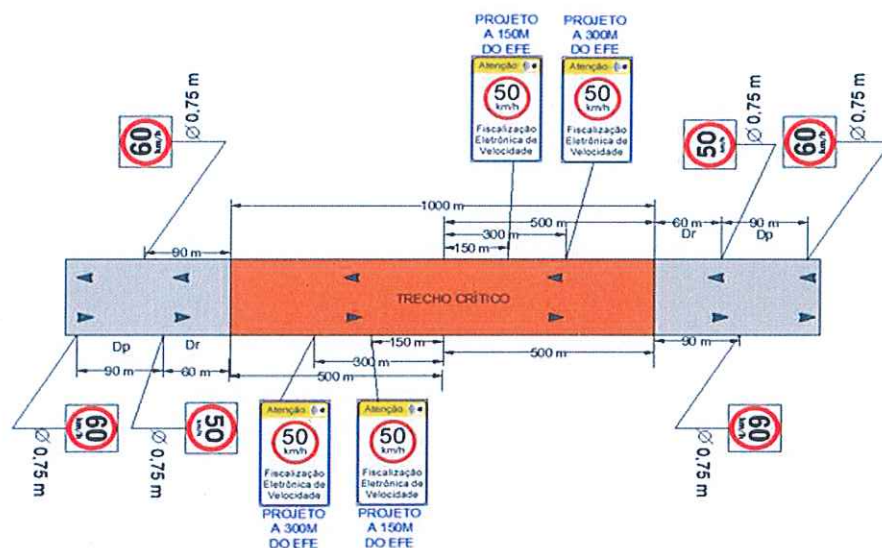 PROJETO
A 150M
DO EFE
PROJETO
A 300M
DO EFE
Atenção
50
km/h
Fiscalização
Eletrônica de
Velocidade
Atenção
50
km/h
Fiscalização
Eletrônica de
Velocidade
60
km/h
Ø 0,75 m
50
km/h
Ø 0,75 m
60
km/h
Ø 0,75 m
1000 m
500 m
300 m
150 m
60 m
Dr
90 m
Dp
90 m
TRECHO CRÍTICO
Dp
90 m
Dr
60 m
150 m
300 m
500 m
500 m
90 m
60
km/h
Ø 0,75 m
50
km/h
Ø 0,75 m
Atenção
50
km/h
Fiscalização
Eletrônica de
Velocidade
PROJETO
A 300M
DO EFE
Atenção
50
km/h
Fiscalização
Eletrônica de
Velocidade
PROJETO
A 150M
DO EFE
60
km/h
Ø 0,75 m